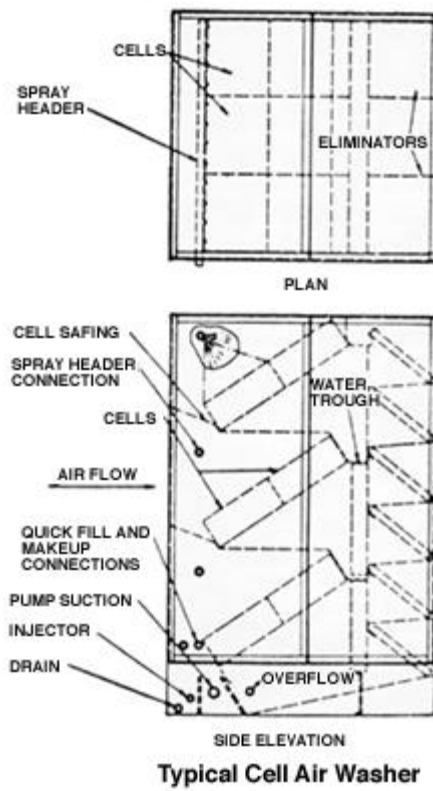 CELLS
SPRAY
HEADER
ELIMINATORS
PLAN
CELL SAFING
SPRAY HEADER
CONNECTION
WATER
TROUGH
CELLS
AIR FLOW
QUICK FILL AND
MAKEUP
CONNECTIONS
PUMP SUCTION
INJECTOR
OVERFLOW
DRAIN
SIDE ELEVATION
Typical Cell Air Washer